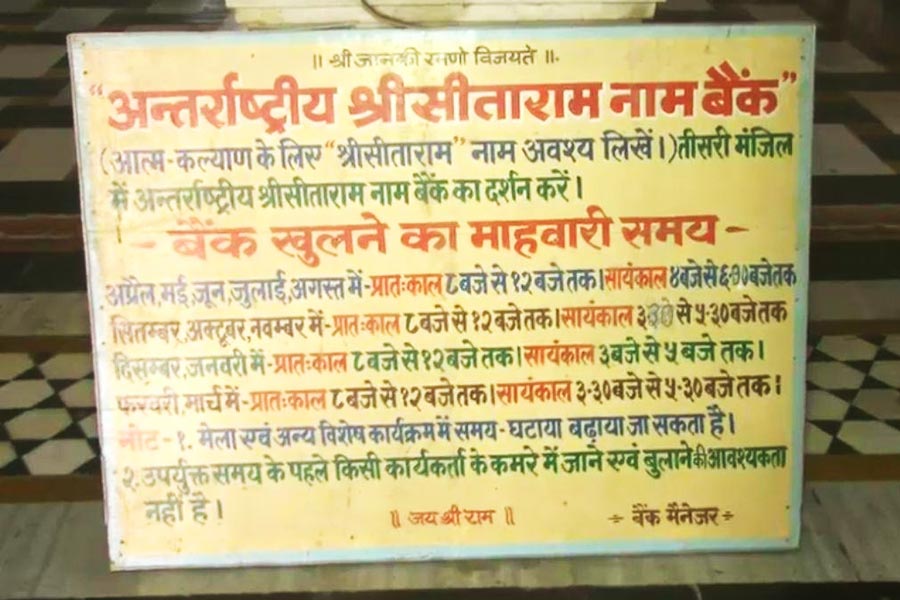 ॥ श्री जानकी रमणो विजयते ॥
“अन्तर्राष्ट्रीय श्रीसीताराम नाम बैंक”
(आत्म-कल्याण के लिए “श्रीसीताराम” नाम अवश्य लिखें।) तीसरी मंजिल
में अन्तर्राष्ट्रीय श्रीसीताराम नाम बैंक का दर्शन करें।
- बैंक खुलने का माहवारी समय -
अप्रैल, मई, जून, जुलाई, अगस्त में - प्रातःकाल ८ बजे से १२ बजे तक। सायंकाल ४ बजे से बजे तक
सितम्बर, अक्टूबर, नवम्बर में - प्रातःकाल ८ बजे से १२ बजे तक। सायंकाल से ५-३० बजे तक
दिसम्बर, जनवरी में - प्रातःकाल ८ बजे से १२ बजे तक। सायंकाल ३ बजे से ५ बजे तक।
फरवरी, मार्च में - प्रातःकाल ८ बजे से १२ बजे तक। सायंकाल ३-३० बजे से ५-३० बजे तक।
नोट - १. मेला एवं अन्य विशेष कार्यक्रम में समय - घटाया बढ़ाया जा सकता है।
२. उपर्युक्त समय के पहले किसी कार्यकर्ता के कमरे में जाने एवं बुलाने की आवश्यकता
नहीं है।
॥ जय श्री राम ॥ ÷ बैंक मैनेजर ÷